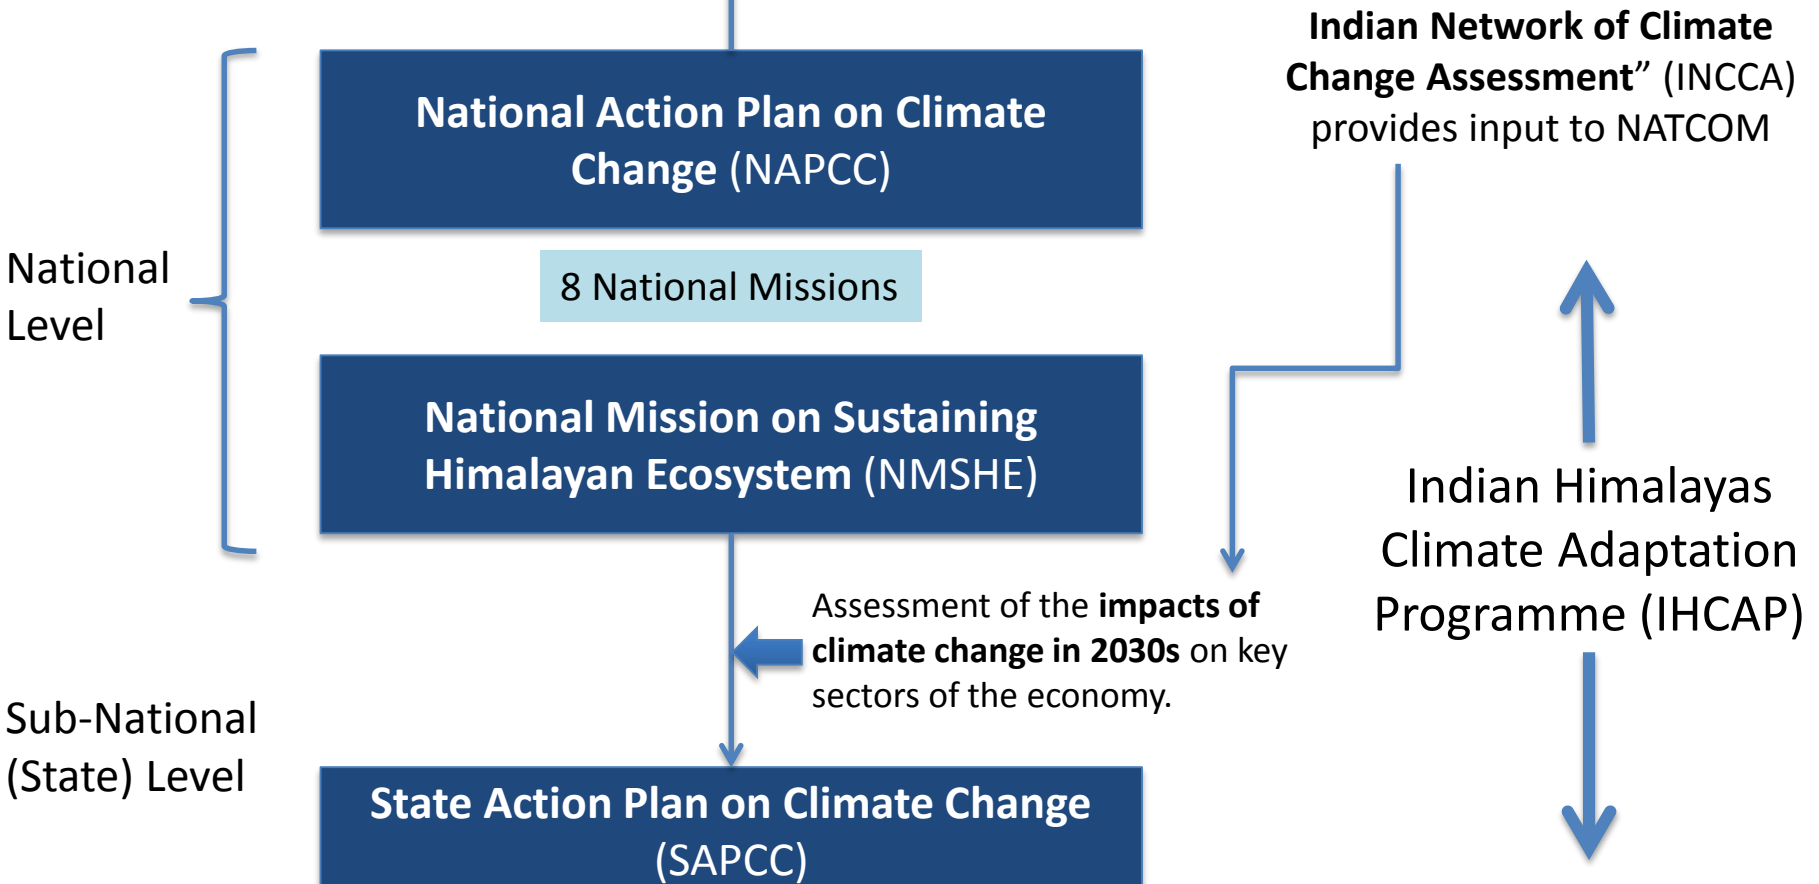 Indian Network of Climate
Change Assessment” (INCCA)
provides input to NATCOM
National Action Plan on Climate
Change (NAPCC)
National
Level
8 National Missions
National Mission on Sustaining
Himalayan Ecosystem (NMSHE)
Indian Himalayas
Climate Adaptation
Programme (IHCAP)
Assessment of the impacts of
climate change in 2030s on key
sectors of the economy.
Sub-National
(State) Level
State Action Plan on Climate Change
(SAPCC)